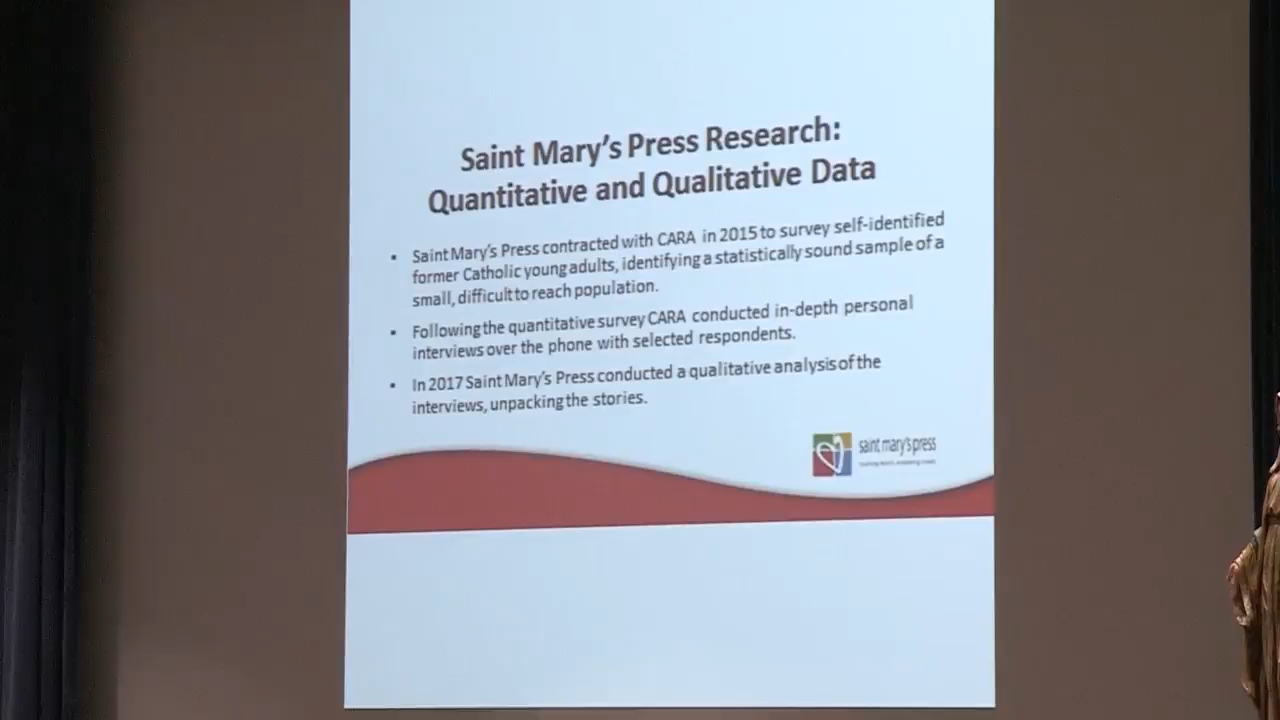 Saint Mary's Press Research:
Quantitative and Qualitative Data
• Saint Mary's Press contracted with CARA in 2015 to survey self-identified
former Catholic young adults, identifying a statistically sound sample of a
small, difficult to reach population.
• Following the quantitative survey CARA conducted in-depth personal
interviews over the phone with selected respondents.
• In 2017 Saint Mary's Press conducted a qualitative analysis of the
interviews, unpacking the stories.
saint mary's press